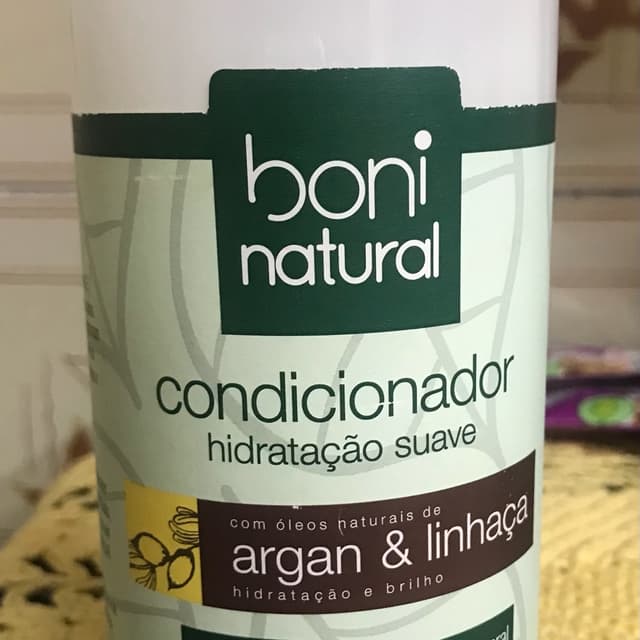 boni
natural
condicionador
hidratação suave
com óleos naturais de
argan & linhaça
hidratação e brilho